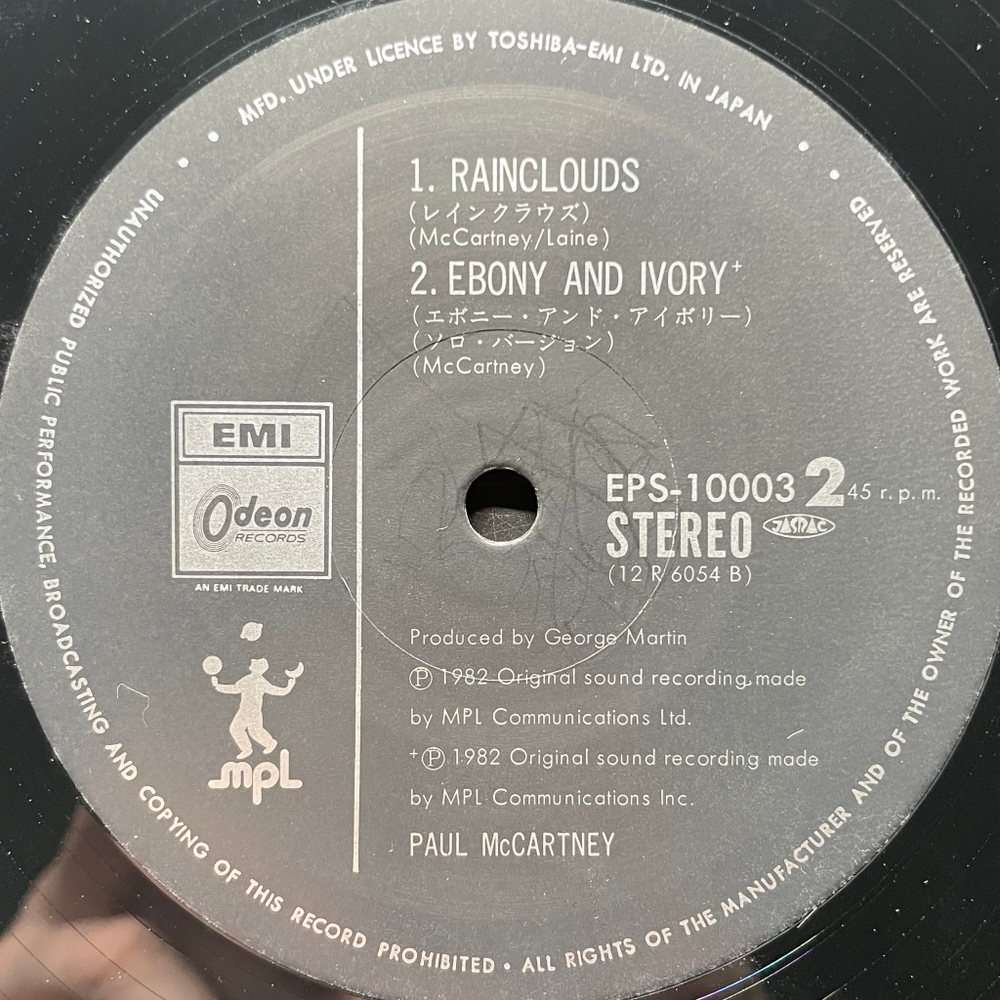 MFD. UNDER LICENCE BY TOSHIBA-EMI LTD. IN JAPAN
1. RAINCLOUDS
(レインクラウズ)
(McCartney/Laine)
2. EBONY AND IVORY+
(エボニー・アンド・アイボリー)
(ソロ・バージョン)
(McCartney)
EMI
Odeon
RECORDS
AN EMI TRADE MARK
EPS-10003 2 45 r.p.m.
STEREO JASRAC
(12 R 6054 B)
mpL
Produced by George Martin
Ⓟ 1982 Original sound recording made
by MPL Communications Ltd.
+Ⓟ 1982 Original sound recording made
by MPL Communications Inc.
PAUL McCARTNEY
UNAUTHORIZED PUBLIC PERFORMANCE, BROADCASTING AND COPYING OF THIS RECORD PROHIBITED • ALL RIGHTS OF THE MANUFACTURER AND OF THE OWNER OF THE RECORDED WORK ARE RESERVED